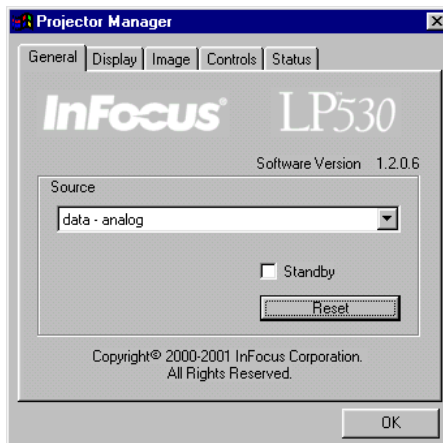 Projector Manager
General Display Image Controls Status
InFocus® LP™530
Software Version 1.2.0.6
Source
data - analog
Standby
Reset
Copyright© 2000-2001 InFocus Corporation.
All Rights Reserved.
OK